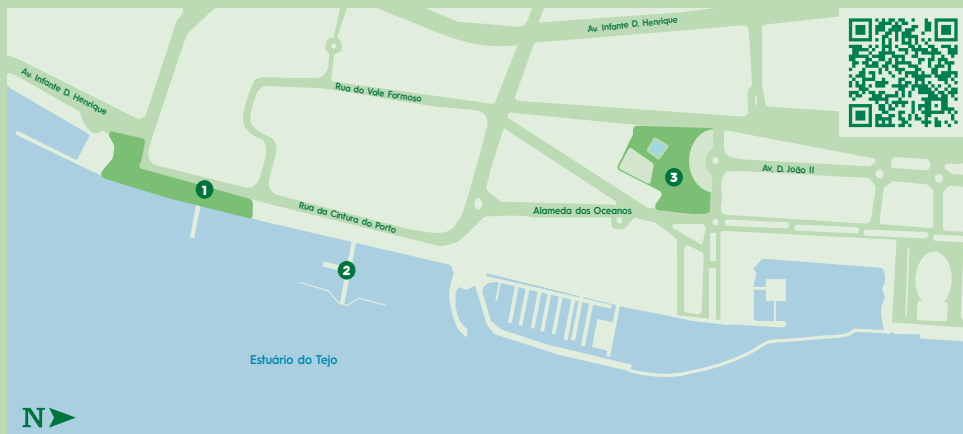 Av. Infante D. Henrique
Av. Infante D. Henrique
Rua do Vale Formoso
3
Av. D. João II
1
Rua da Cintura do Porto
Alameda dos Oceanos
2
Estuário do Tejo
N